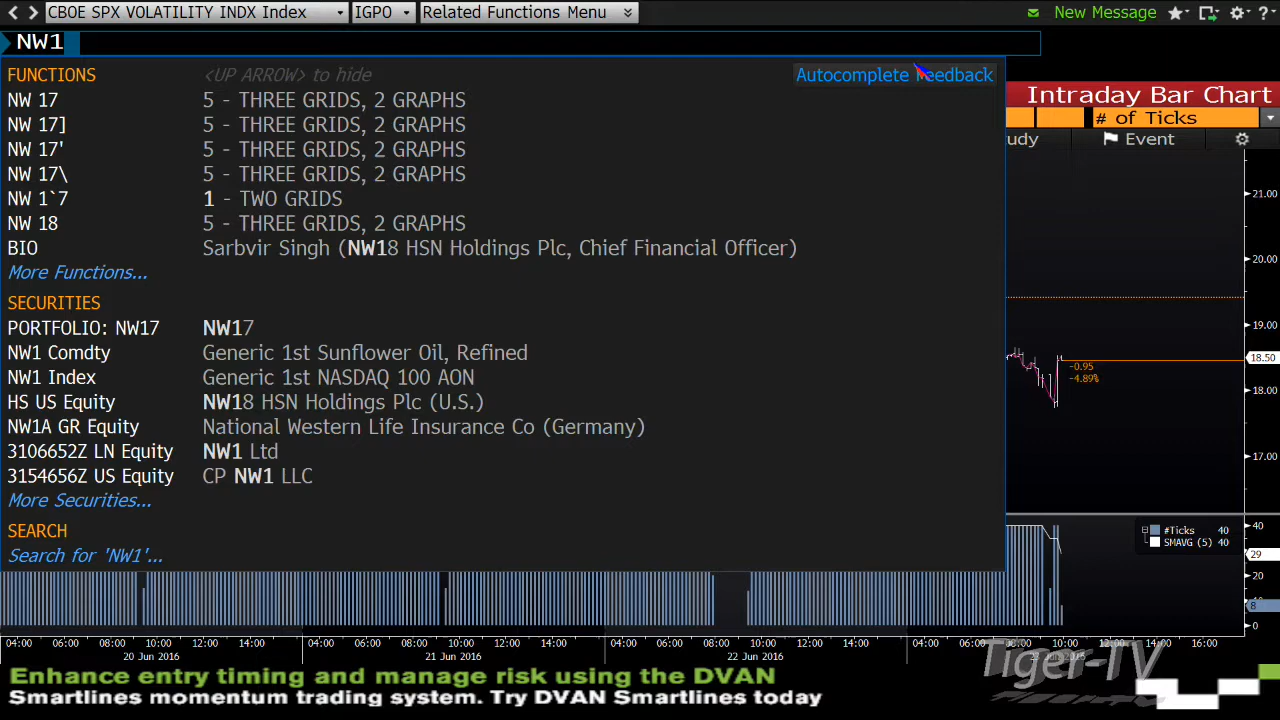 CBOE SPX VOLATILITY INDX Index IGPO Related Functions Menu New Message ?
NW1
FUNCTIONS <UP ARROW> to hide Autocomplete Feedback
NW 17 5 - THREE GRIDS, 2 GRAPHS
NW 17] 5 - THREE GRIDS, 2 GRAPHS
NW 17' 5 - THREE GRIDS, 2 GRAPHS
NW 17\ 5 - THREE GRIDS, 2 GRAPHS
NW 1`7 1 - TWO GRIDS
NW 18 5 - THREE GRIDS, 2 GRAPHS
BIO Sarbvir Singh (NW18 HSN Holdings Plc, Chief Financial Officer)
More Functions...
SECURITIES
PORTFOLIO: NW17 NW17
NW1 Comdty Generic 1st Sunflower Oil, Refined
NW1 Index Generic 1st NASDAQ 100 AON
HS US Equity NW18 HSN Holdings Plc (U.S.)
NW1A GR Equity National Western Life Insurance Co (Germany)
3106652Z LN Equity NW1 Ltd
3154656Z US Equity CP NW1 LLC
More Securities...
SEARCH
Search for 'NW1'...
Intraday Bar Chart
# of Ticks
udy Event
21.00
20.00
19.00
18.50
-0.95
-4.89%
18.00
17.00
#Ticks 40
SMAVG (5) 40
40
29
20
8
0
04:00 06:00 08:00 10:00 12:00 14:00 04:00 06:00 08:00 10:00 12:00 14:00 04:00 06:00 08:00 10:00 12:00 14:00 04:00 06:00 08:00 10:00 12:00 14:00 16:00
20 Jun 2016 21 Jun 2016 22 Jun 2016 23 Jun 2016
Tiger-TV
Enhance entry timing and manage risk using the DVAN
Smartlines momentum trading system. Try DVAN Smartlines today